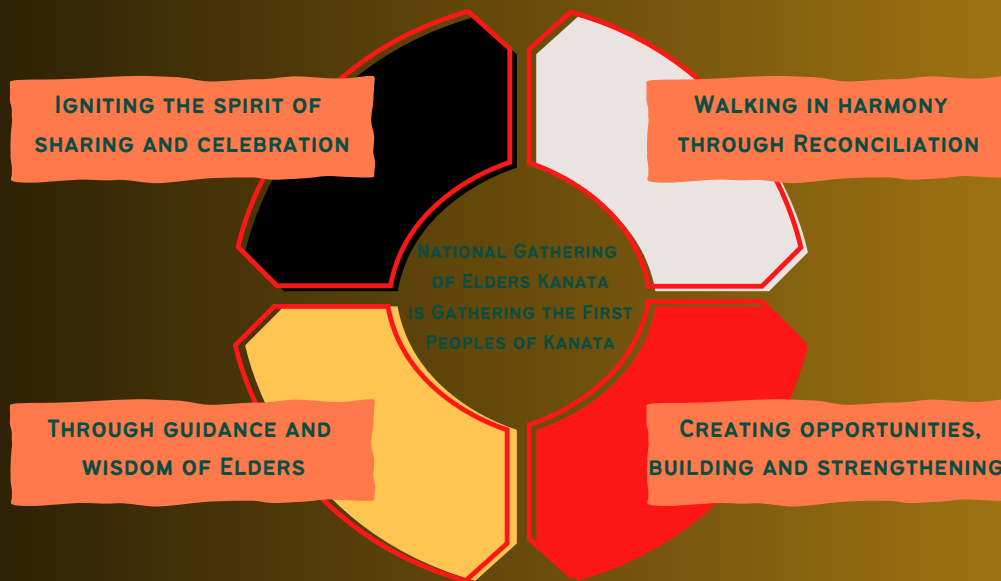 Igniting the spirit of
sharing and celebration
Walking in harmony
through Reconciliation
National Gathering
of Elders Kanata
is Gathering the First
Peoples of Kanata
Through guidance and
wisdom of Elders
Creating opportunities,
building and strengthening